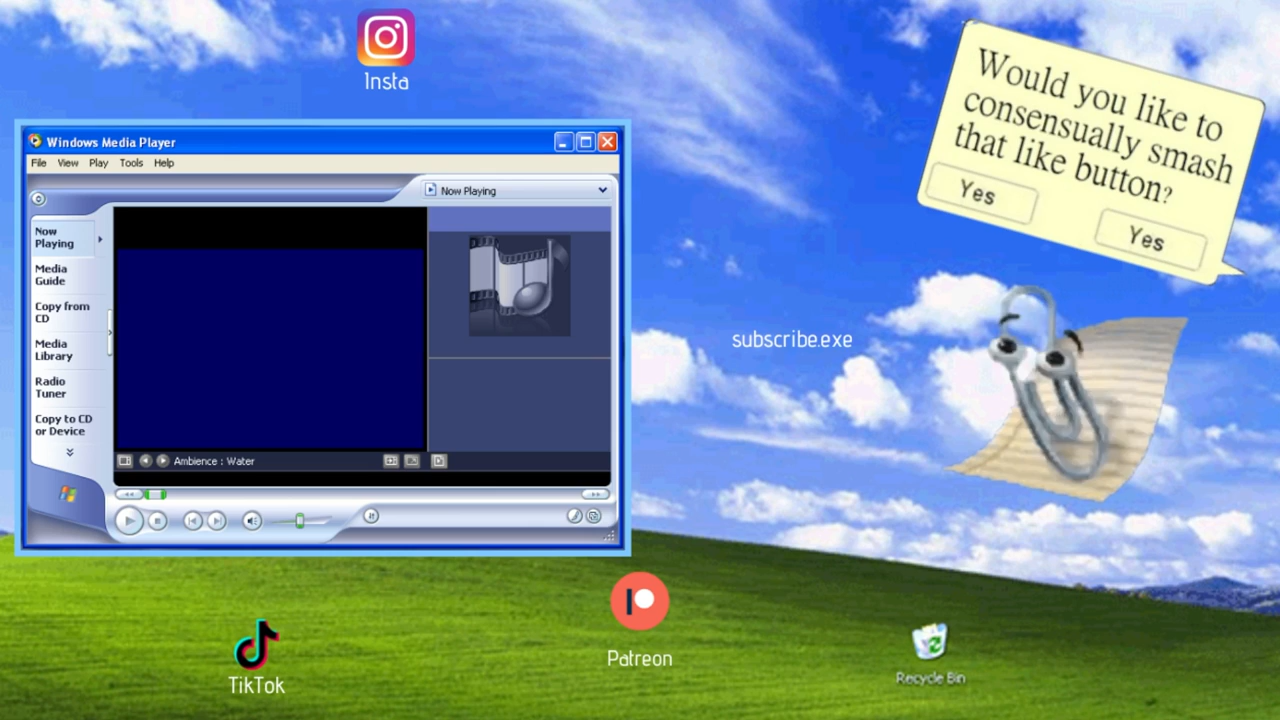 Insta
Would you like to
consensually smash
that like button?
Yes
Yes
Windows Media Player
File View Play Tools Help
Now Playing
Now
Playing
Media
Guide
Copy from
CD
Media
Library
Radio
Tuner
Copy to CD
or Device
Ambience : Water
subscribe.exe
TikTok
Patreon
Recycle Bin